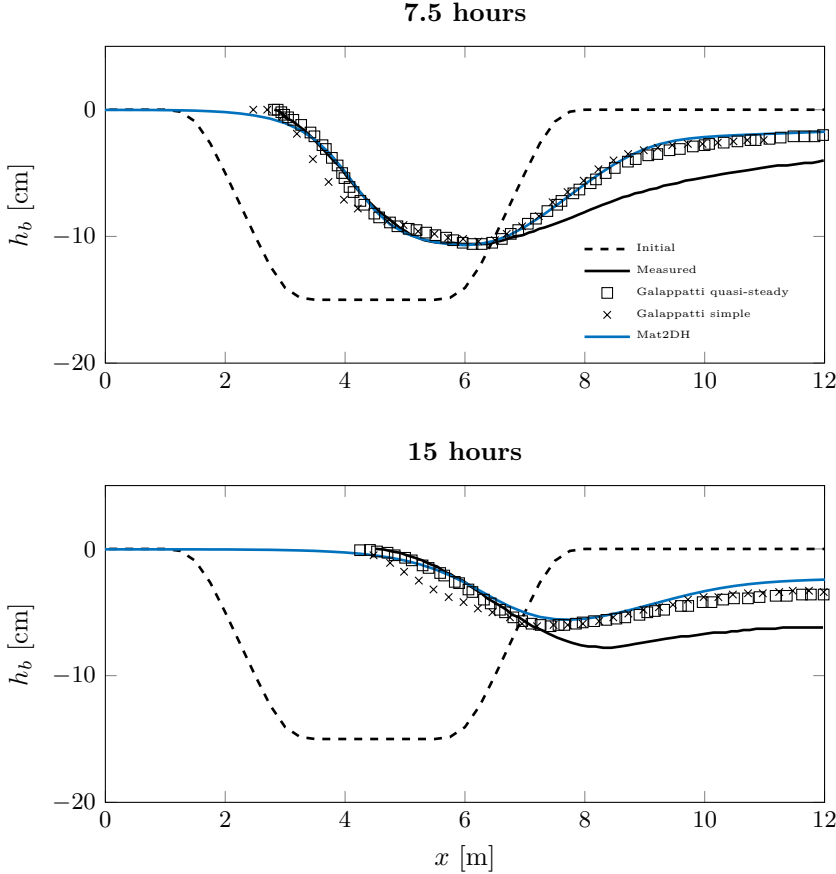 7.5 hours
0
−10
−20
h_b [cm]
0 2 4 6 8 10 12
Initial
Measured
Galappatti quasi-steady
Galappatti simple
Mat2DH
15 hours
0
−10
−20
h_b [cm]
0 2 4 6 8 10 12
x [m]